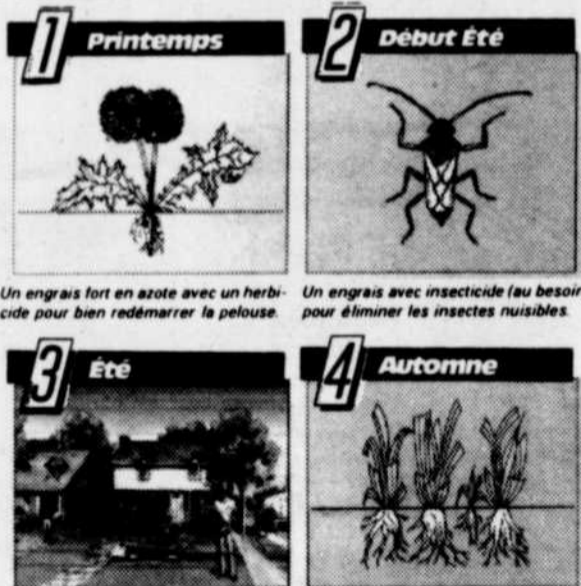 1 Printemps
2 Début Été
Un engrais fort en azote avec un herbi-
cide pour bien redémarrer la pelouse.
Un engrais avec insecticide (au besoin
pour éliminer les insectes nuisibles.
3 Été
4 Automne